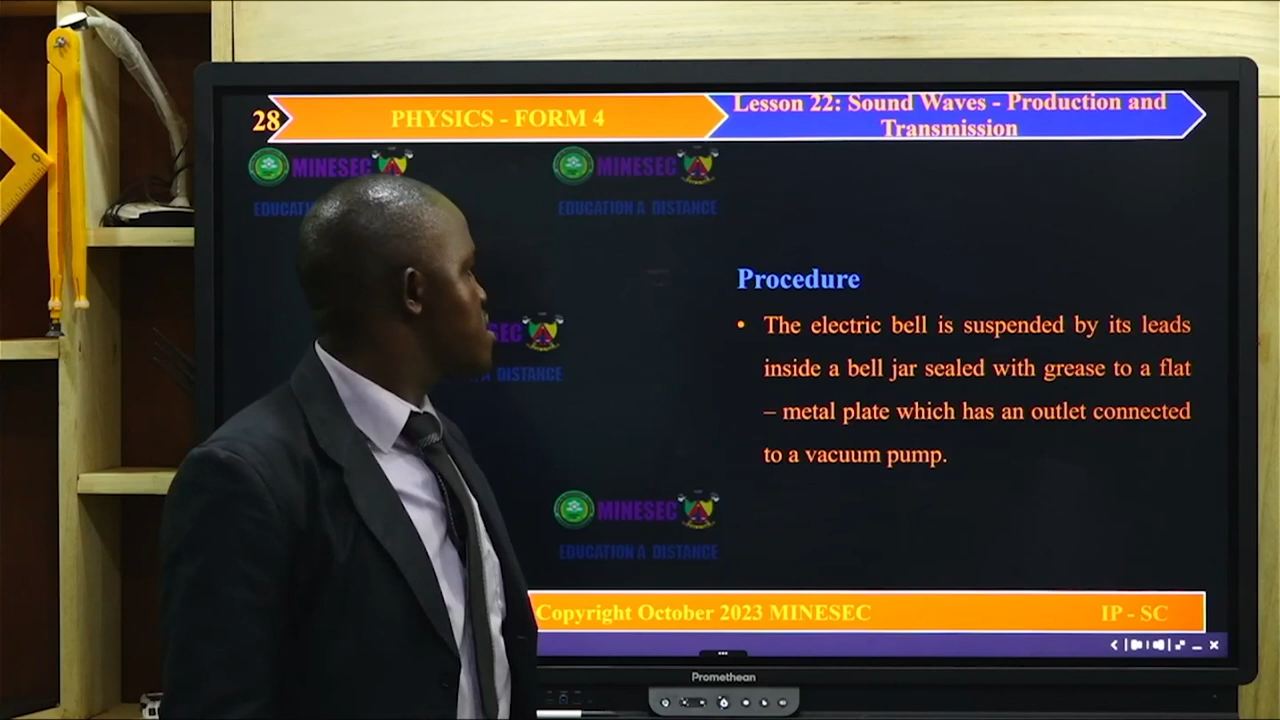 28
PHYSICS - FORM 4
Lesson 22: Sound Waves - Production and
Transmission
MINESEC
MINESEC
EDUCATION A DISTANCE
Procedure
• The electric bell is suspended by its leads
inside a bell jar sealed with grease to a flat
– metal plate which has an outlet connected
to a vacuum pump.
DISTANCE
MINESEC
EDUCATION A DISTANCE
Copyright October 2023 MINESEC
IP - SC
Promethean